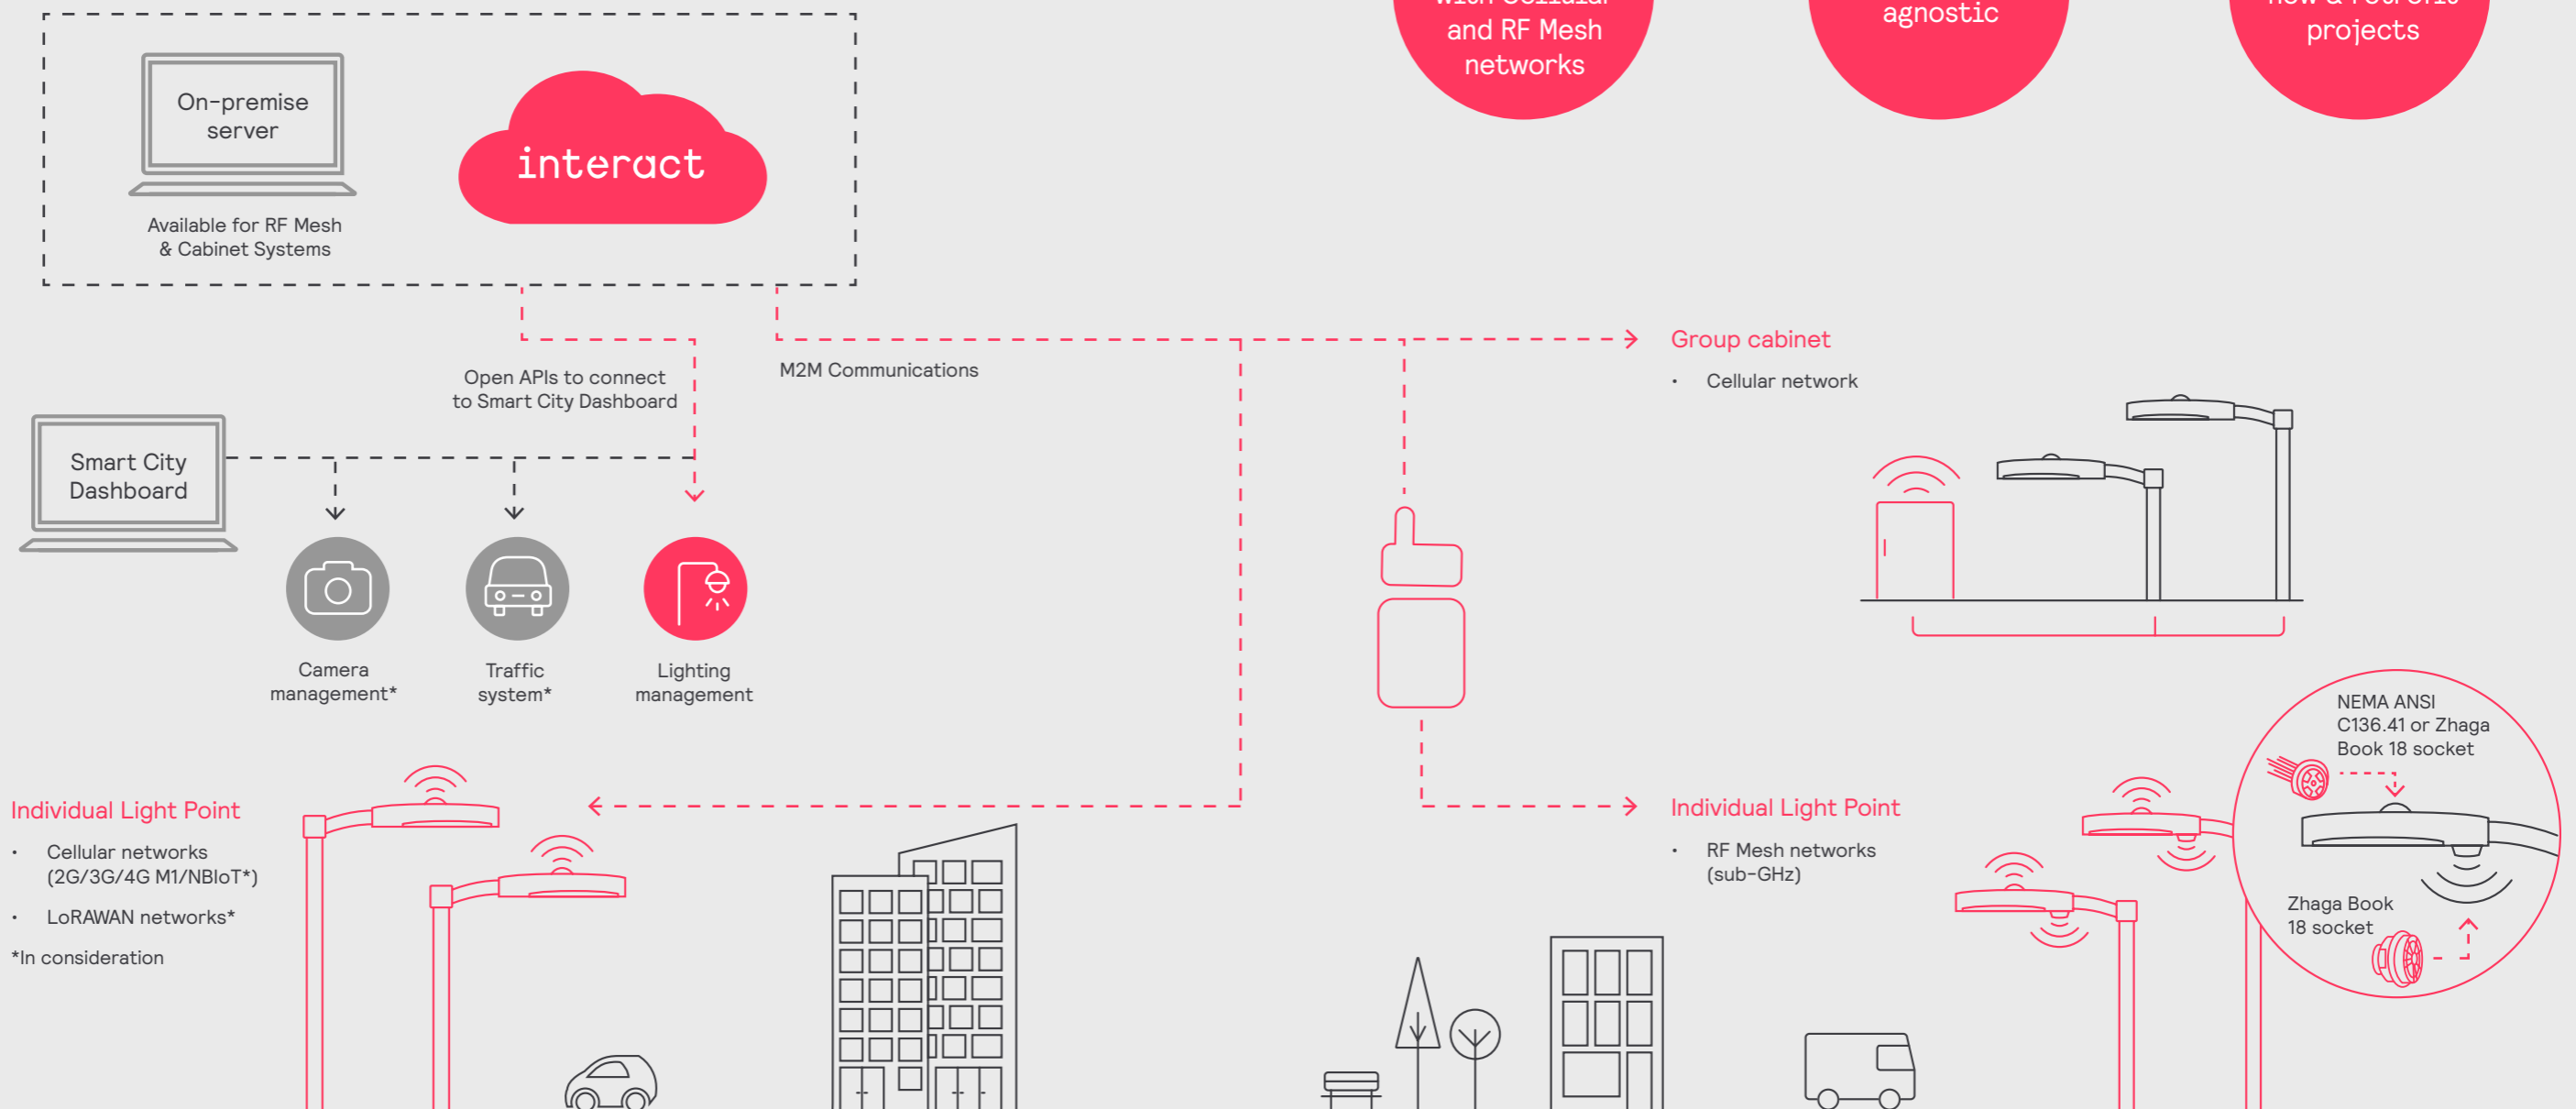 and RF Mesh
networks
agnostic
projects
On-premise
server
interact
Available for RF Mesh
& Cabinet Systems
Open APIs to connect
to Smart City Dashboard
M2M Communications
Group cabinet
• Cellular network
Smart City
Dashboard
Camera
management*
Traffic
system*
Lighting
management
Individual Light Point
• Cellular networks
(2G/3G/4G M1/NBIoT*)
• LoRAWAN networks*
*In consideration
Individual Light Point
• RF Mesh networks
(sub-GHz)
NEMA ANSI
C136.41 or Zhaga
Book 18 socket
Zhaga Book
18 socket